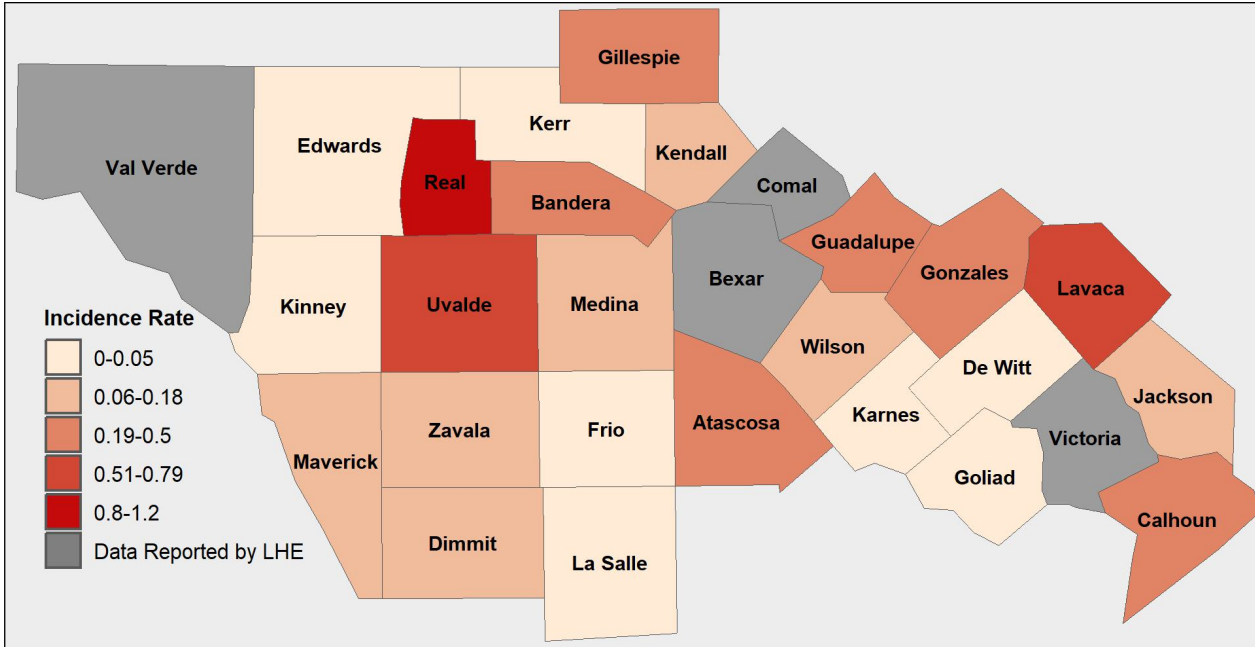 Gillespie
Kerr
Edwards
Kendall
Val Verde
Real
Comal
Bandera
Guadalupe
Gonzales
Bexar
Lavaca
Kinney
Uvalde
Medina
Incidence Rate
0-0.05
0.06-0.18
0.19-0.5
0.51-0.79
0.8-1.2
Data Reported by LHE
Wilson
De Witt
Jackson
Karnes
Atascosa
Zavala
Frio
Victoria
Maverick
Goliad
Calhoun
Dimmit
La Salle